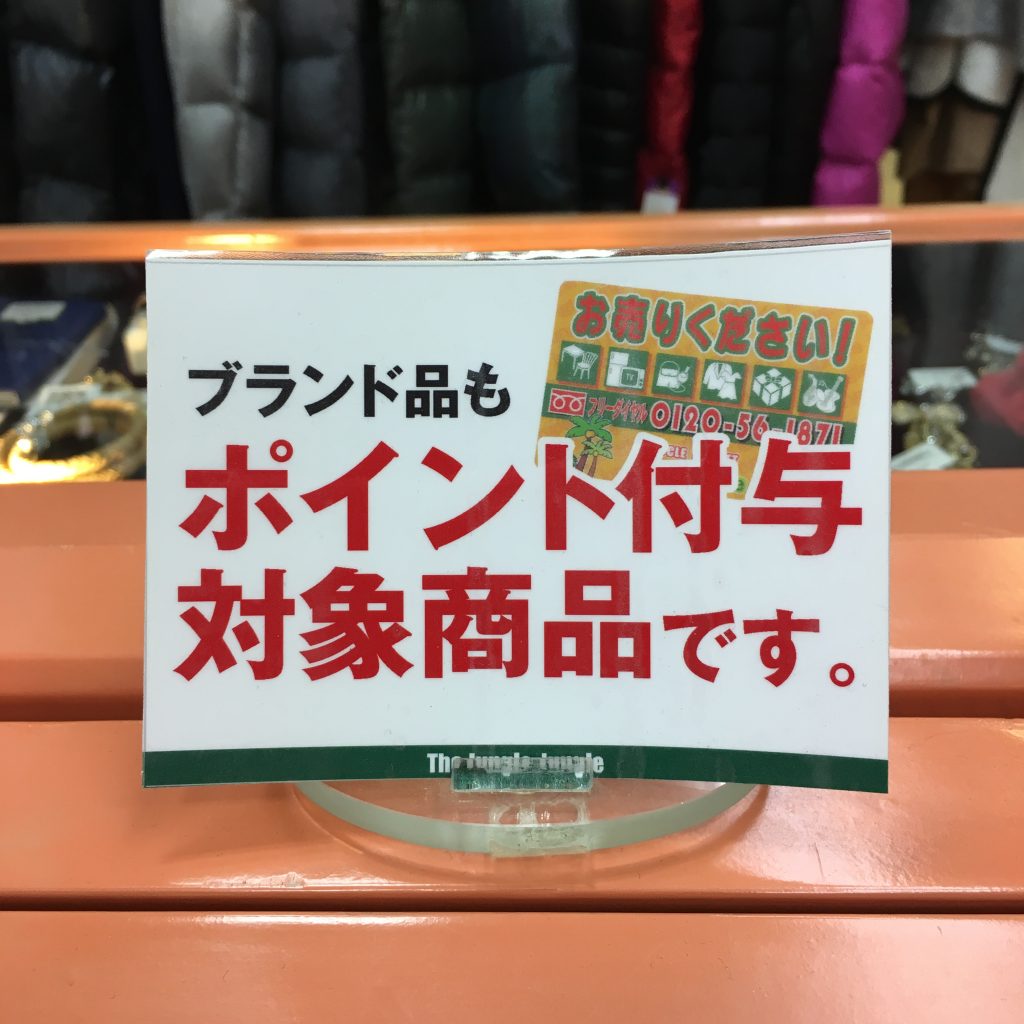 お売りください!
TV
フリーダイヤル 0120-56-1871
ブランド品も
ポイント付与
対象商品です。
The Jungle Jungle